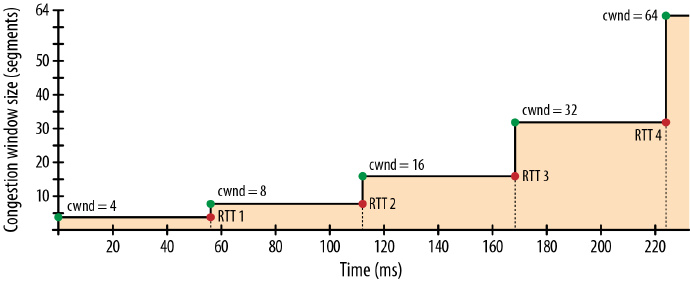 Congestion window size (segments)
64
50
40
30
20
10
cwnd = 4
cwnd = 8
cwnd = 16
cwnd = 32
cwnd = 64
RTT 1
RTT 2
RTT 3
RTT 4
20 40 60 80 100 120 140 160 180 200 220
Time (ms)